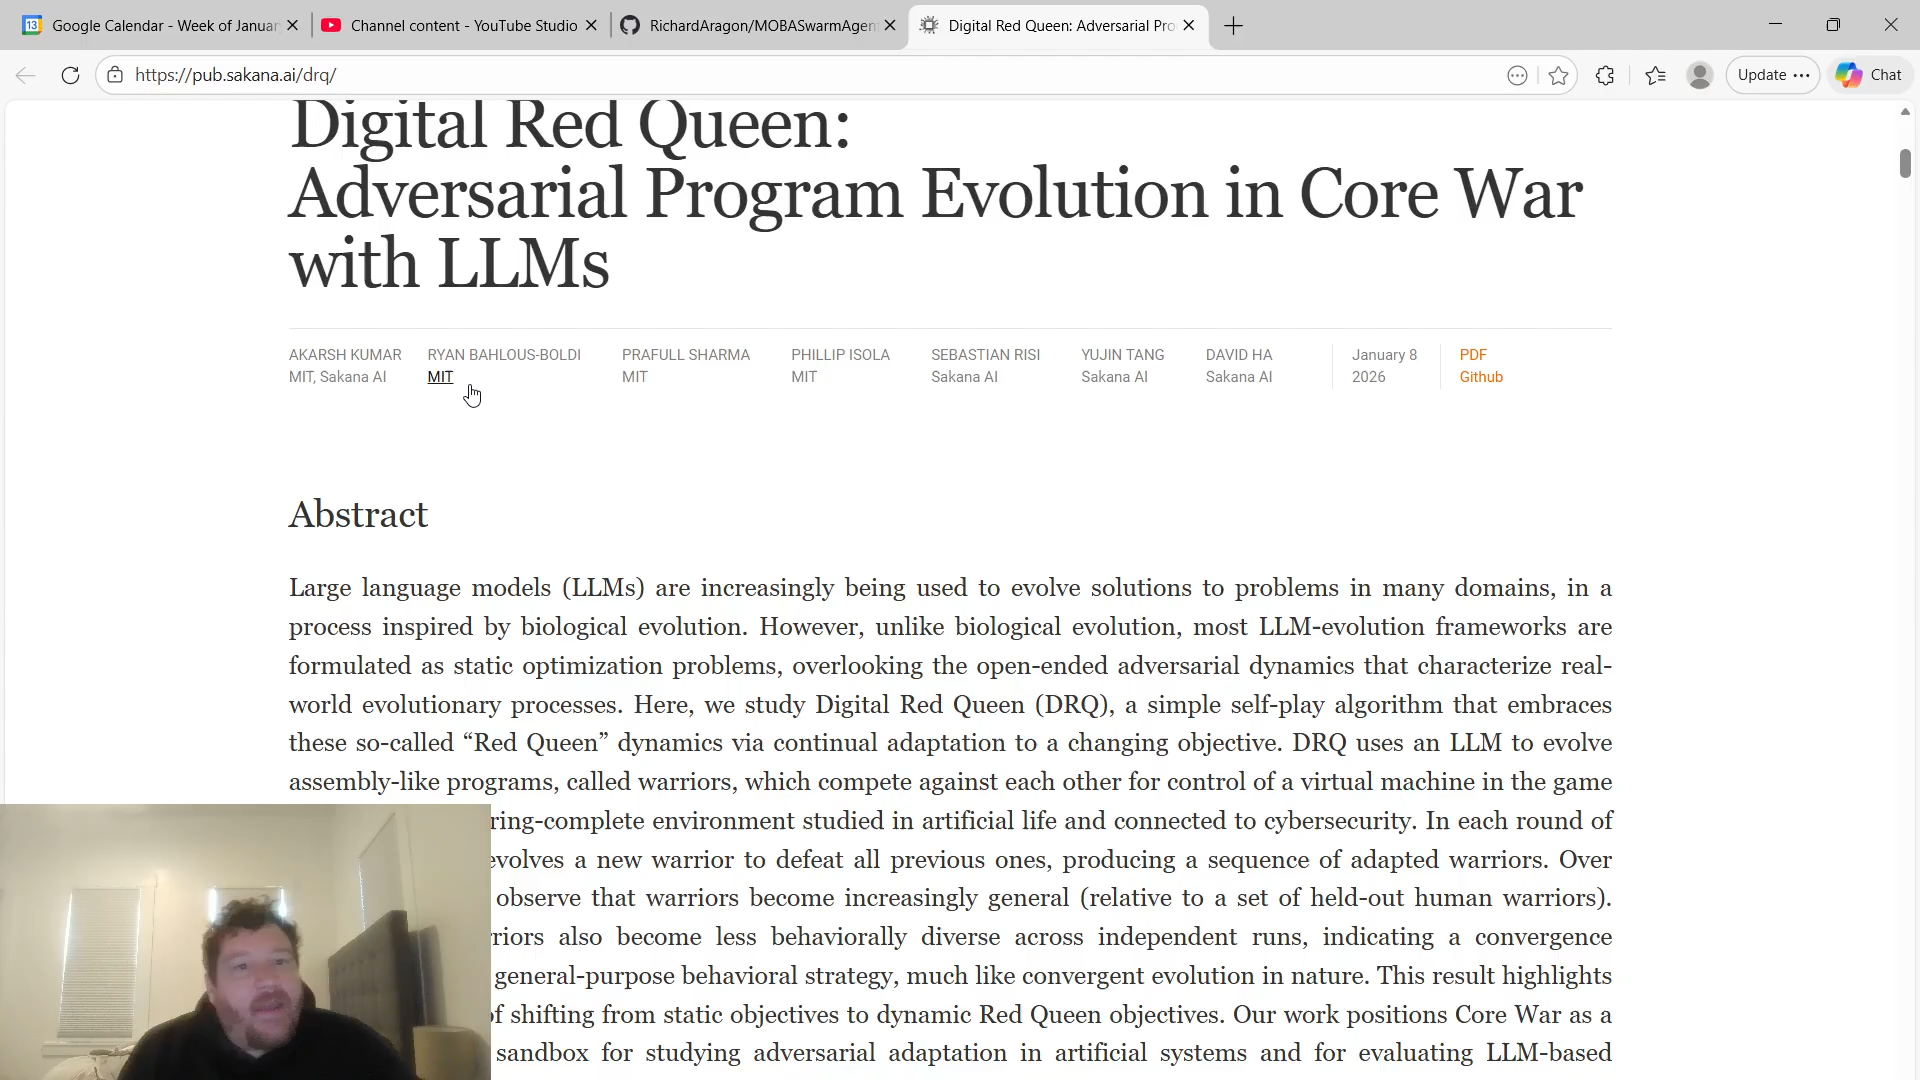 13 Google Calendar - Week of Januar
Channel content - YouTube Studio
RichardAragon/MOBASwarmAgen
Digital Red Queen: Adversarial Pro
https://pub.sakana.ai/drq/
Update
Chat
Digital Red Queen:
Adversarial Program Evolution in Core War
with LLMs
AKARSH KUMAR RYAN BAHLOUS-BOLDI PRAFULL SHARMA PHILLIP ISOLA SEBASTIAN RISI YUJIN TANG DAVID HA January 8 PDF
MIT, Sakana AI MIT MIT MIT Sakana AI Sakana AI Sakana AI 2026 Github
Abstract
Large language models (LLMs) are increasingly being used to evolve solutions to problems in many domains, in a
process inspired by biological evolution. However, unlike biological evolution, most LLM-evolution frameworks are
formulated as static optimization problems, overlooking the open-ended adversarial dynamics that characterize real-
world evolutionary processes. Here, we study Digital Red Queen (DRQ), a simple self-play algorithm that embraces
these so-called “Red Queen” dynamics via continual adaptation to a changing objective. DRQ uses an LLM to evolve
assembly-like programs, called warriors, which compete against each other for control of a virtual machine in the game
ring-complete environment studied in artificial life and connected to cybersecurity. In each round of
evolves a new warrior to defeat all previous ones, producing a sequence of adapted warriors. Over
observe that warriors become increasingly general (relative to a set of held-out human warriors).
rriors also become less behaviorally diverse across independent runs, indicating a convergence
general-purpose behavioral strategy, much like convergent evolution in nature. This result highlights
of shifting from static objectives to dynamic Red Queen objectives. Our work positions Core War as a
sandbox for studying adversarial adaptation in artificial systems and for evaluating LLM-based